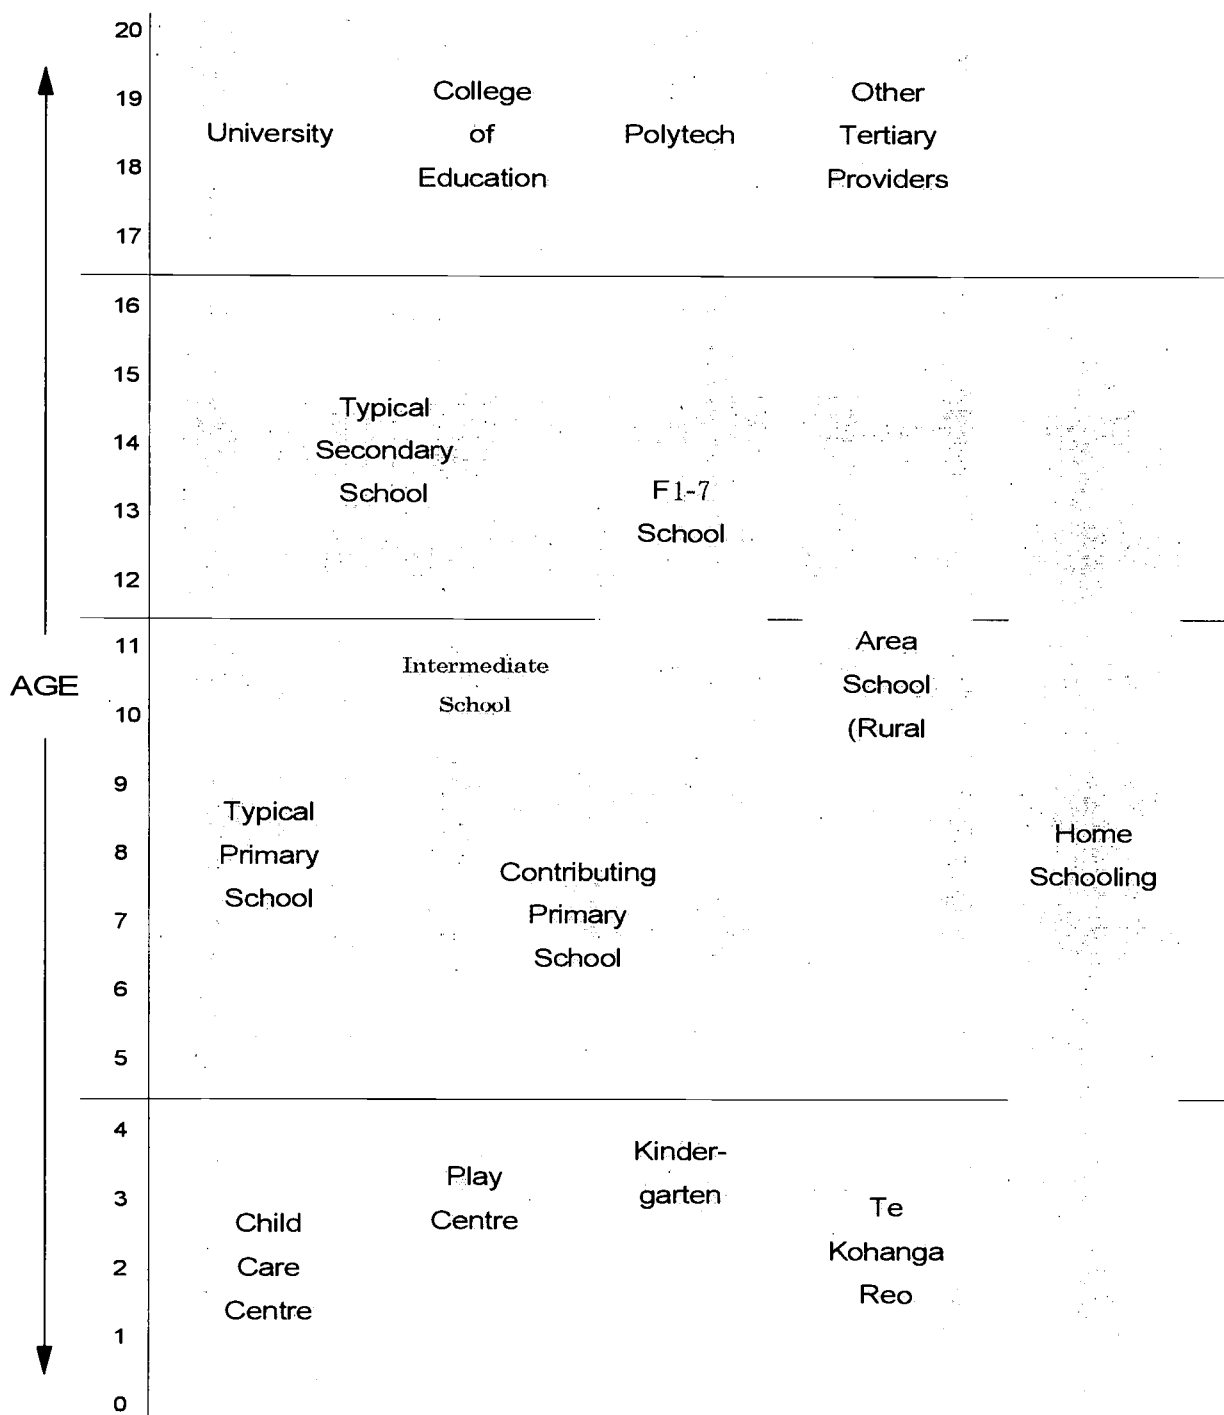 20
19
18
17
16
15
14
13
12
11
10
9
8
7
6
5
4
3
2
1
0
AGE
University
College
of
Education
Polytech
Other
Tertiary
Providers
Typical
Secondary
School
F1-7
School
Intermediate
School
Area
School
(Rural
Typical
Primary
School
Contributing
Primary
School
Home
Schooling
Child
Care
Centre
Play
Centre
Kinder-
garten
Te
Kohanga
Reo